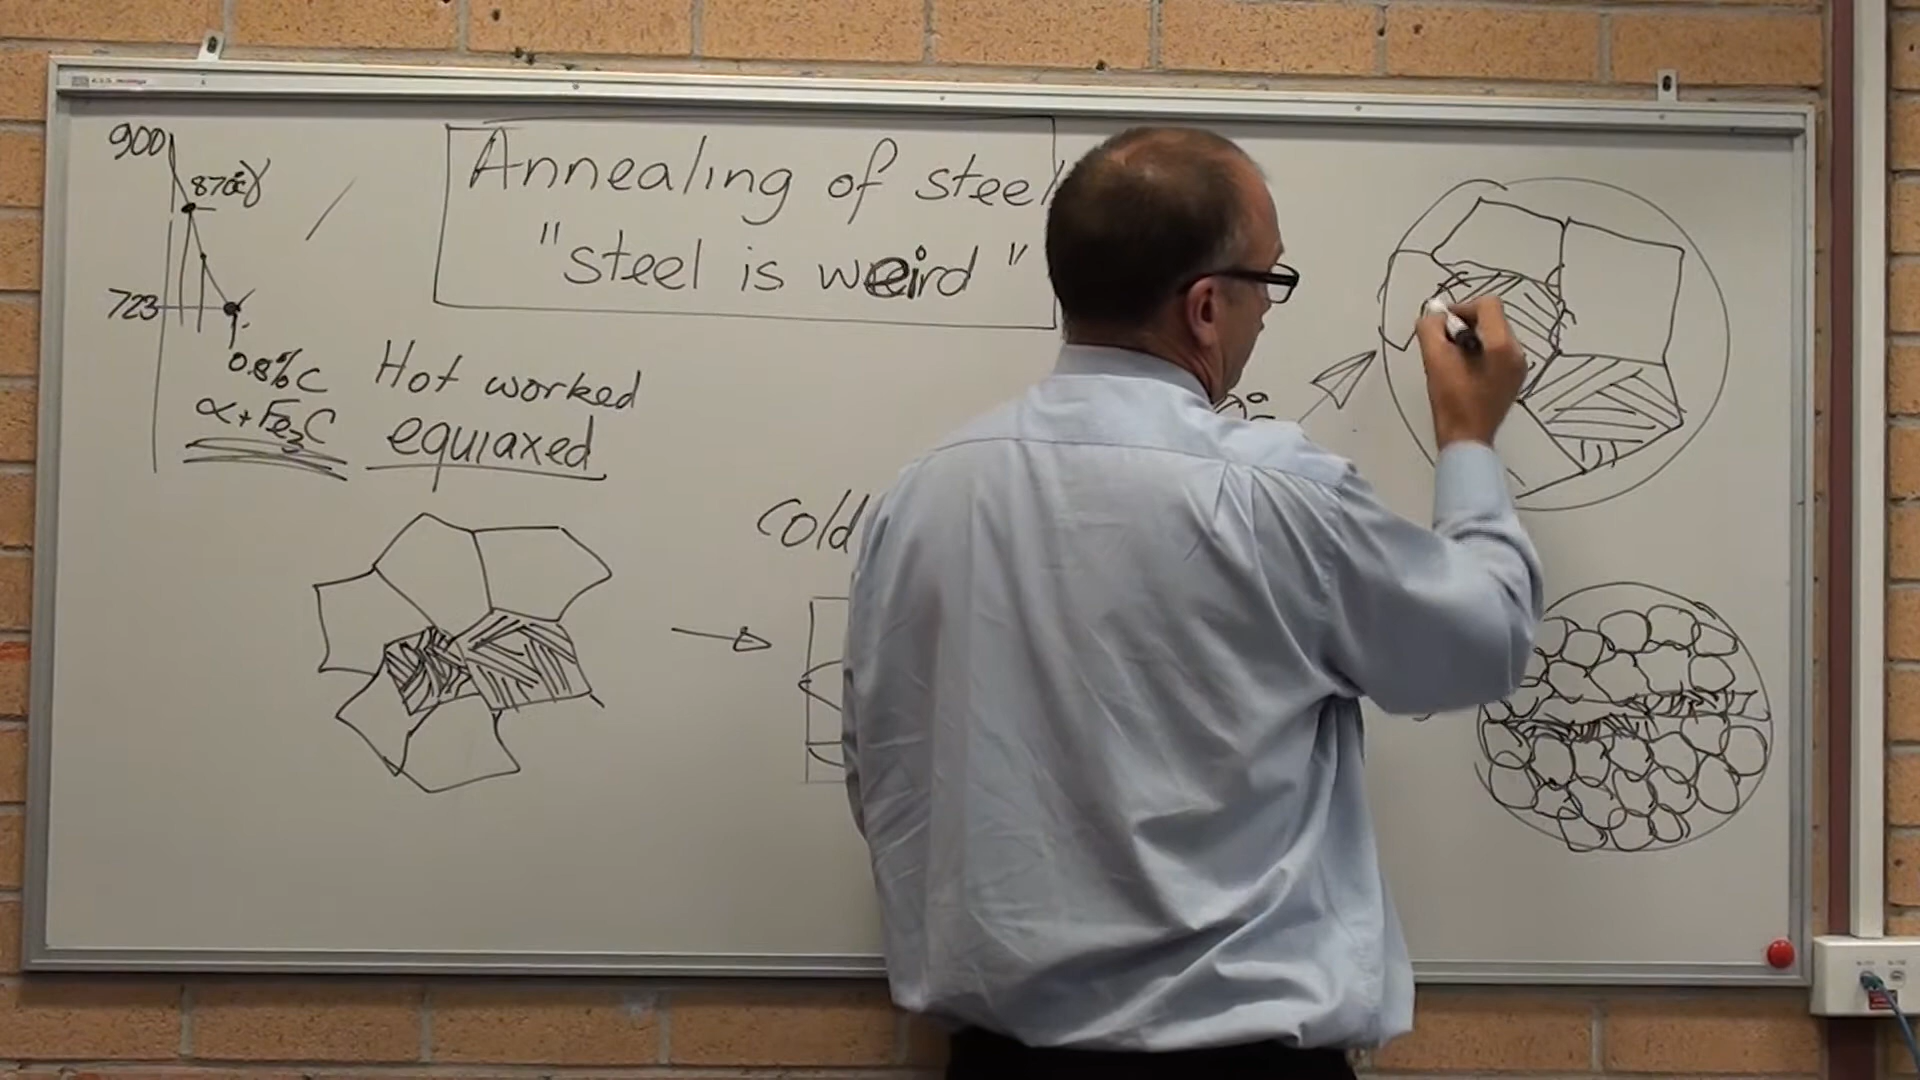 Annealing of steel
"steel is weird"
900
870°C γ
723
0.8%C
α + Fe3C
Hot worked
equiaxed
cold